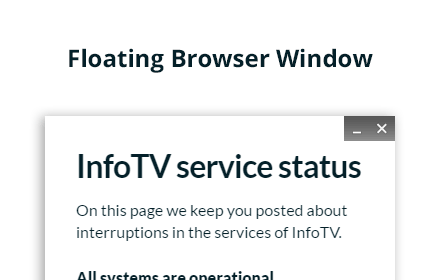 Floating Browser Window
InfoTV service status
On this page we keep you posted about
interruptions in the services of InfoTV.
All systems are operational